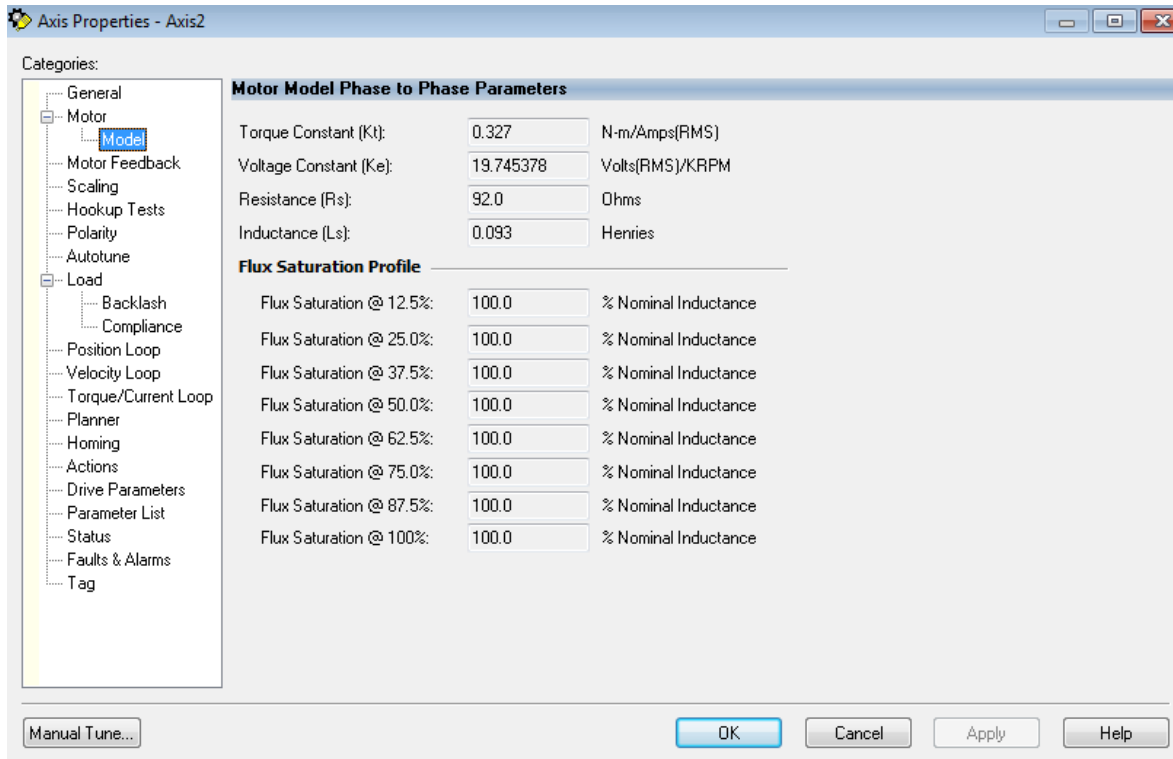 Axis Properties - Axis2
Categories:
General
Motor
Model
Motor Feedback
Scaling
Hookup Tests
Polarity
Autotune
Load
Backlash
Compliance
Position Loop
Velocity Loop
Torque/Current Loop
Planner
Homing
Actions
Drive Parameters
Parameter List
Status
Faults & Alarms
Tag
Motor Model Phase to Phase Parameters
Torque Constant (Kt): 0.327 N-m/Amps(RMS)
Voltage Constant (Ke): 19.745378 Volts(RMS)/KRPM
Resistance (Rs): 92.0 Ohms
Inductance (Ls): 0.093 Henries
Flux Saturation Profile
Flux Saturation @ 12.5%: 100.0 % Nominal Inductance
Flux Saturation @ 25.0%: 100.0 % Nominal Inductance
Flux Saturation @ 37.5%: 100.0 % Nominal Inductance
Flux Saturation @ 50.0%: 100.0 % Nominal Inductance
Flux Saturation @ 62.5%: 100.0 % Nominal Inductance
Flux Saturation @ 75.0%: 100.0 % Nominal Inductance
Flux Saturation @ 87.5%: 100.0 % Nominal Inductance
Flux Saturation @ 100%: 100.0 % Nominal Inductance
Manual Tune... OK Cancel Apply Help